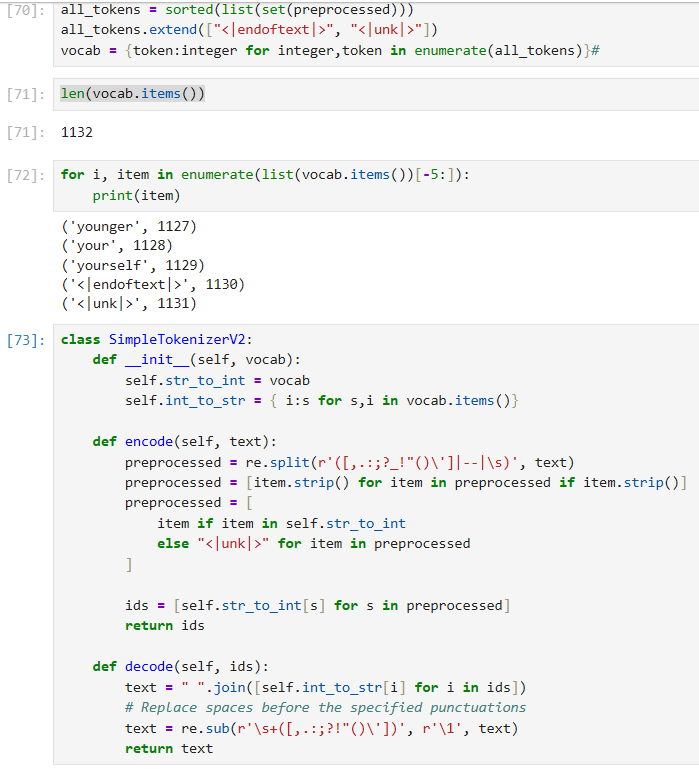 [70]: all_tokens = sorted(list(set(preprocessed)))
all_tokens.extend(["<|endoftext|>", "<|unk|>"])
vocab = {token:integer for integer,token in enumerate(all_tokens)}#
[71]: len(vocab.items())
[71]: 1132
[72]: for i, item in enumerate(list(vocab.items())[-5:]):
    print(item)
('younger', 1127)
('your', 1128)
('yourself', 1129)
('<|endoftext|>', 1130)
('<|unk|>', 1131)
[73]: class SimpleTokenizerV2:
    def __init__(self, vocab):
        self.str_to_int = vocab
        self.int_to_str = { i:s for s,i in vocab.items()}
    def encode(self, text):
        preprocessed = re.split(r'([,.:;?_!"()\']|--|\s)', text)
        preprocessed = [item.strip() for item in preprocessed if item.strip()]
        preprocessed = [
            item if item in self.str_to_int
            else "<|unk|>" for item in preprocessed
        ]
        ids = [self.str_to_int[s] for s in preprocessed]
        return ids
    def decode(self, ids):
        text = " ".join([self.int_to_str[i] for i in ids])
        # Replace spaces before the specified punctuations
        text = re.sub(r'\s+([,.:;?!"()\'])', r'\1', text)
        return text